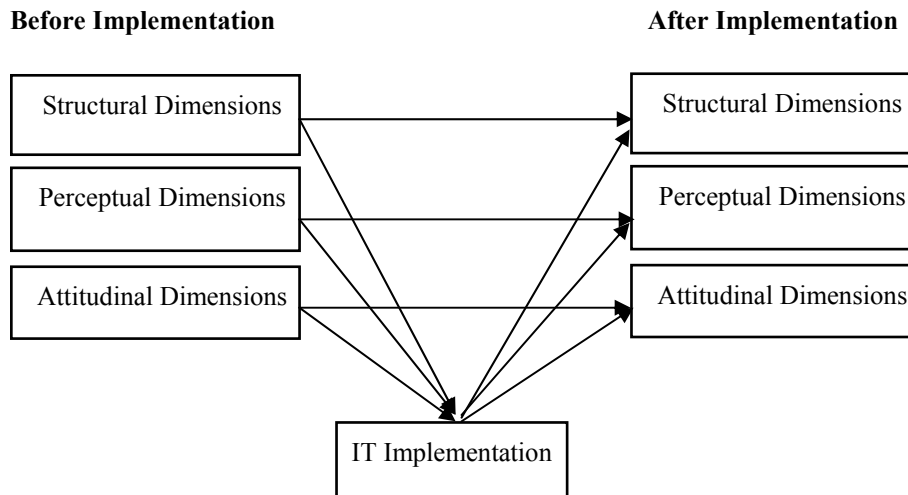 Before Implementation
After Implementation
Structural Dimensions
Structural Dimensions
Perceptual Dimensions
Perceptual Dimensions
Attitudinal Dimensions
Attitudinal Dimensions
IT Implementation